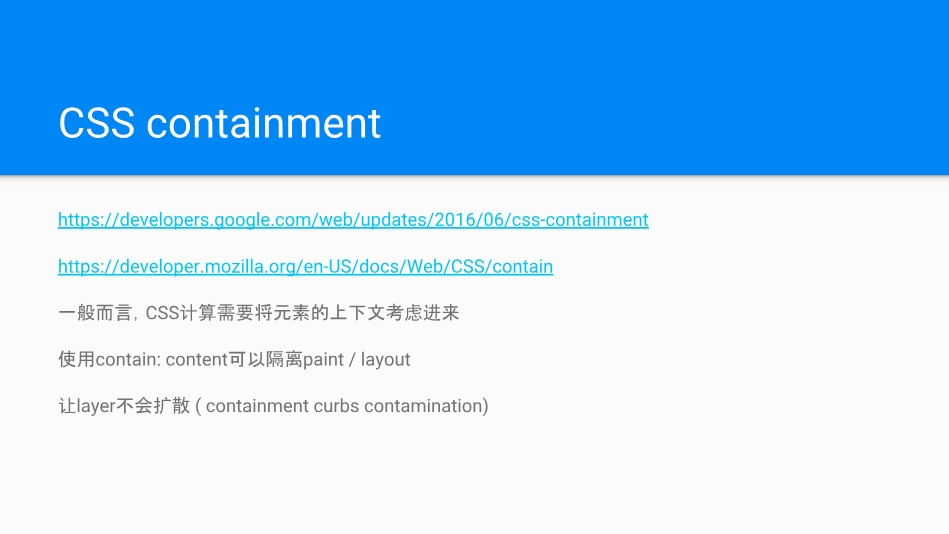 CSS containment
https://developers.google.com/web/updates/2016/06/css-containment
https://developer.mozilla.org/en-US/docs/Web/CSS/contain
一般而言，CSS计算需要将元素的上下文考虑进来
使用contain: content可以隔离paint / layout
让layer不会扩散 ( containment curbs contamination)